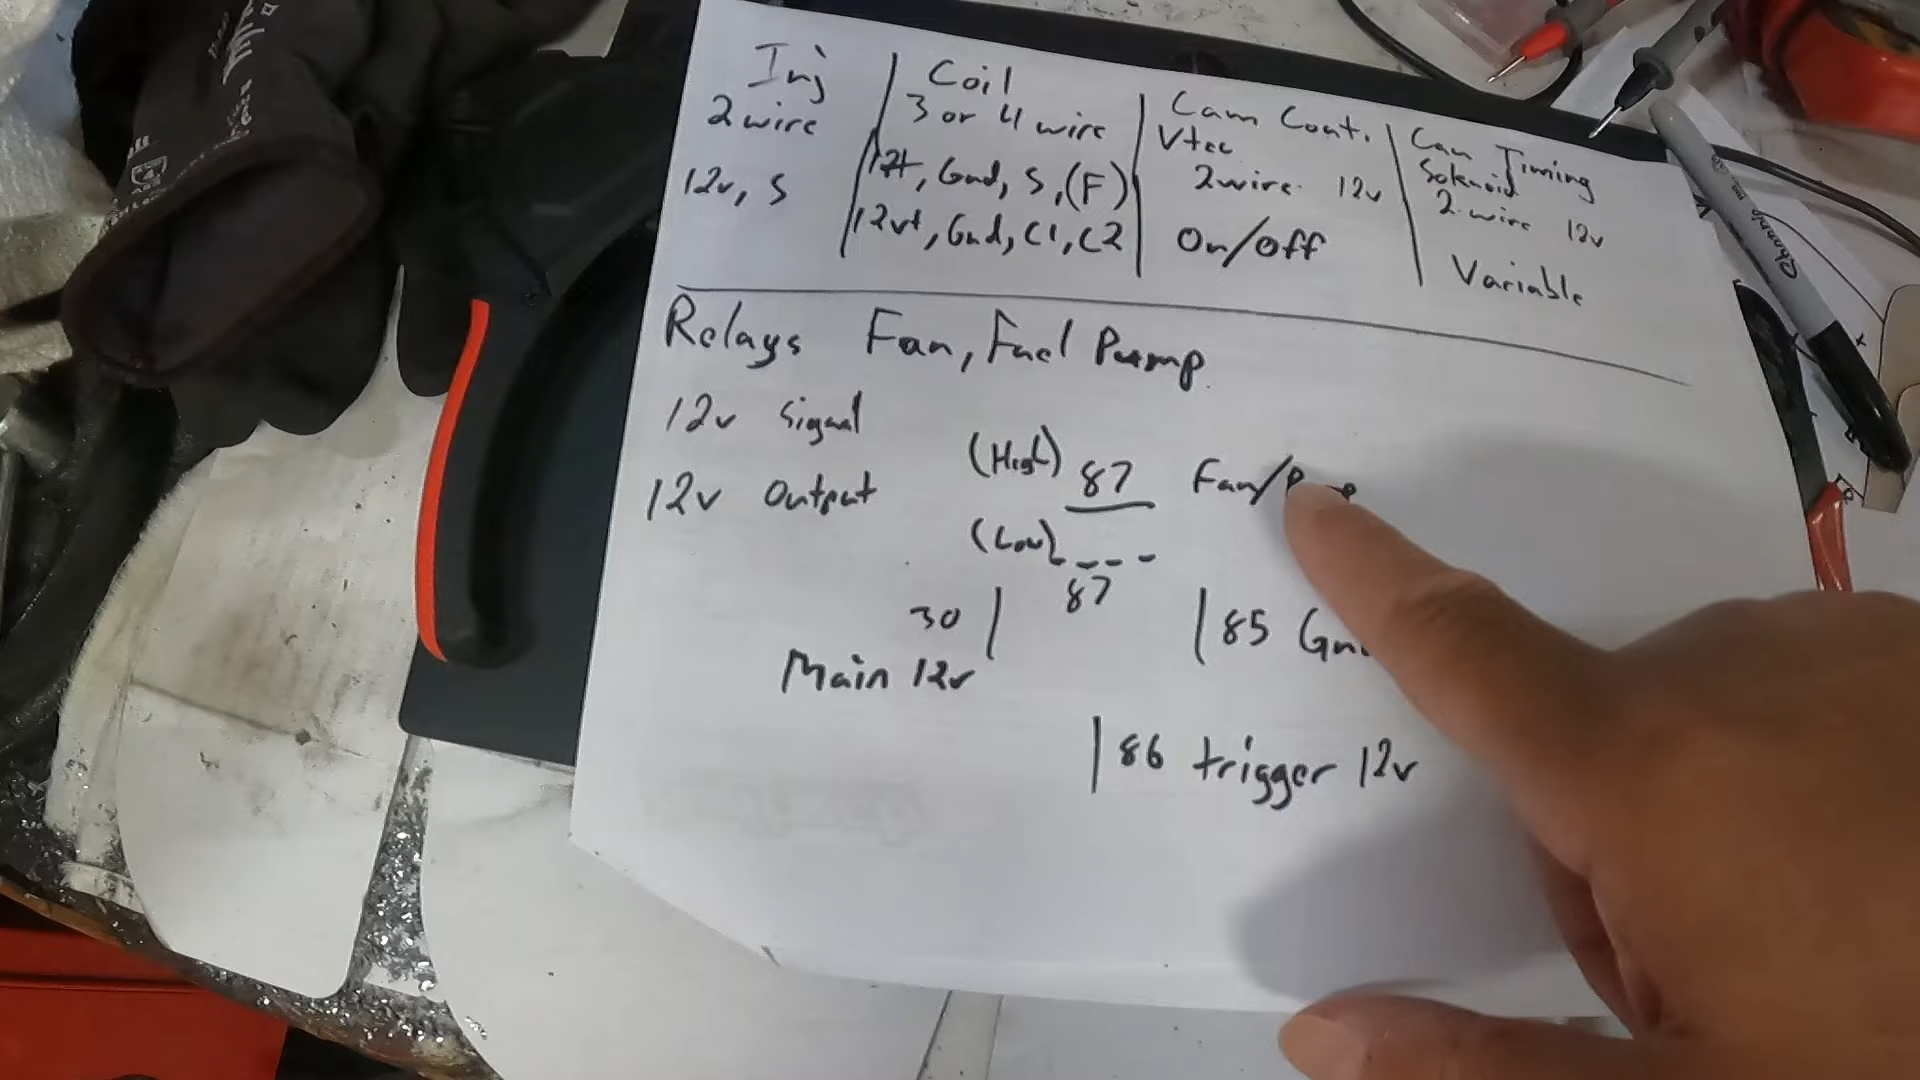 Inj
2 wire
12v, S
Coil
3 or 4 wire
12+, Gnd, S, (F)
12v+, Gnd, C1, C2
Cam Cont.
Vtec
2 wire 12v
On/Off
Cam Timing
Solenoid
2 wire 12v
Variable
Relays Fan, Fuel Pump.
12v Signal
12v Output
(High) 87 Fan/
(Low)
87
30
Main 12v
85
86 trigger 12v